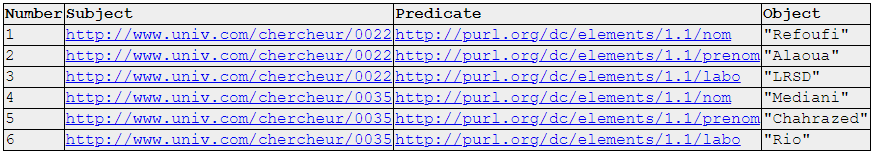 Number Subject Predicate Object
1 http://www.univ.com/chercheur/0022 http://purl.org/dc/elements/1.1/nom "Refoufi"
2 http://www.univ.com/chercheur/0022 http://purl.org/dc/elements/1.1/prenom "Alaoua"
3 http://www.univ.com/chercheur/0022 http://purl.org/dc/elements/1.1/labo "LRSD"
4 http://www.univ.com/chercheur/0035 http://purl.org/dc/elements/1.1/nom "Mediani"
5 http://www.univ.com/chercheur/0035 http://purl.org/dc/elements/1.1/prenom "Chahrazed"
6 http://www.univ.com/chercheur/0035 http://purl.org/dc/elements/1.1/labo "Rio"